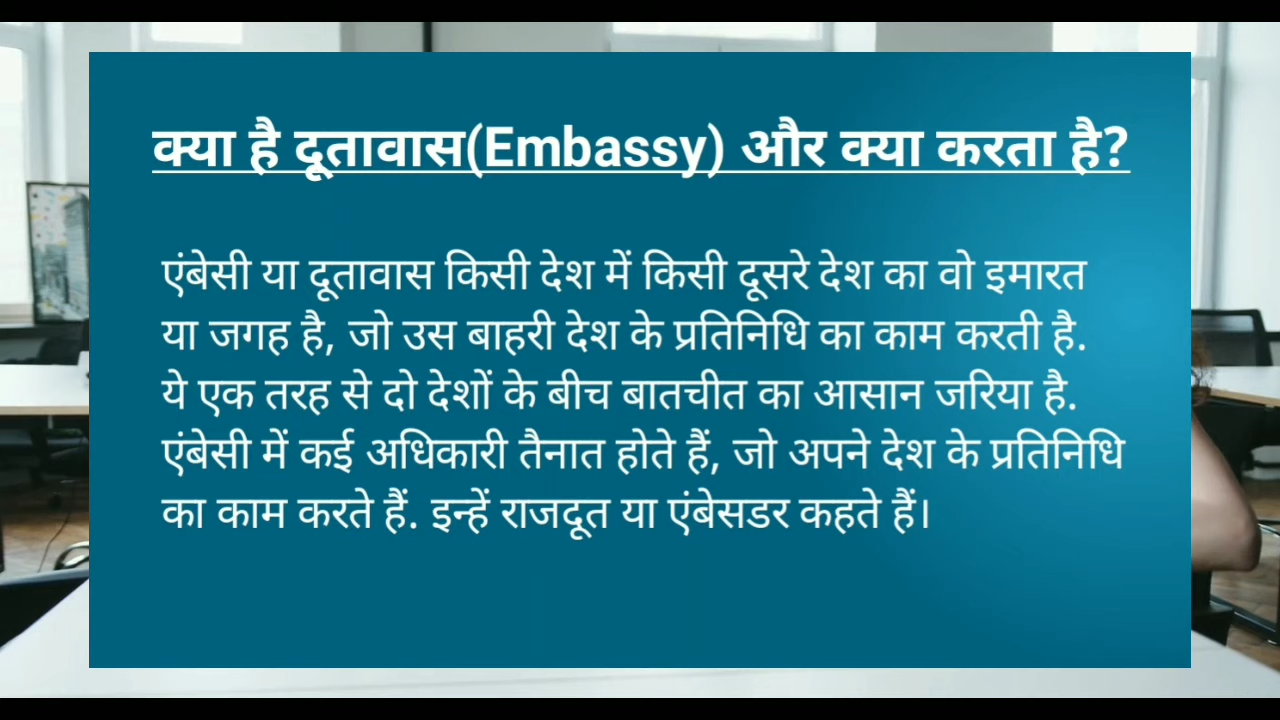 क्या है दूतावास(Embassy) और क्या करता है?
एंबेसी या दूतावास किसी देश में किसी दूसरे देश का वो इमारत
या जगह है, जो उस बाहरी देश के प्रतिनिधि का काम करती है.
ये एक तरह से दो देशों के बीच बातचीत का आसान जरिया है.
एंबेसी में कई अधिकारी तैनात होते हैं, जो अपने देश के प्रतिनिधि
का काम करते हैं. इन्हें राजदूत या एंबेसडर कहते हैं।